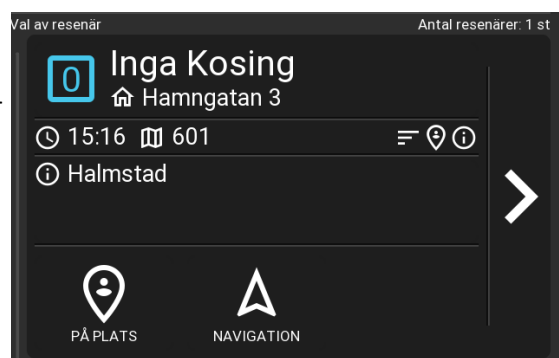 Val av resenär
Antal resenärer: 1 st
0
Inga Kosing
Hamngatan 3
15:16 601
Halmstad
PÅ PLATS
NAVIGATION